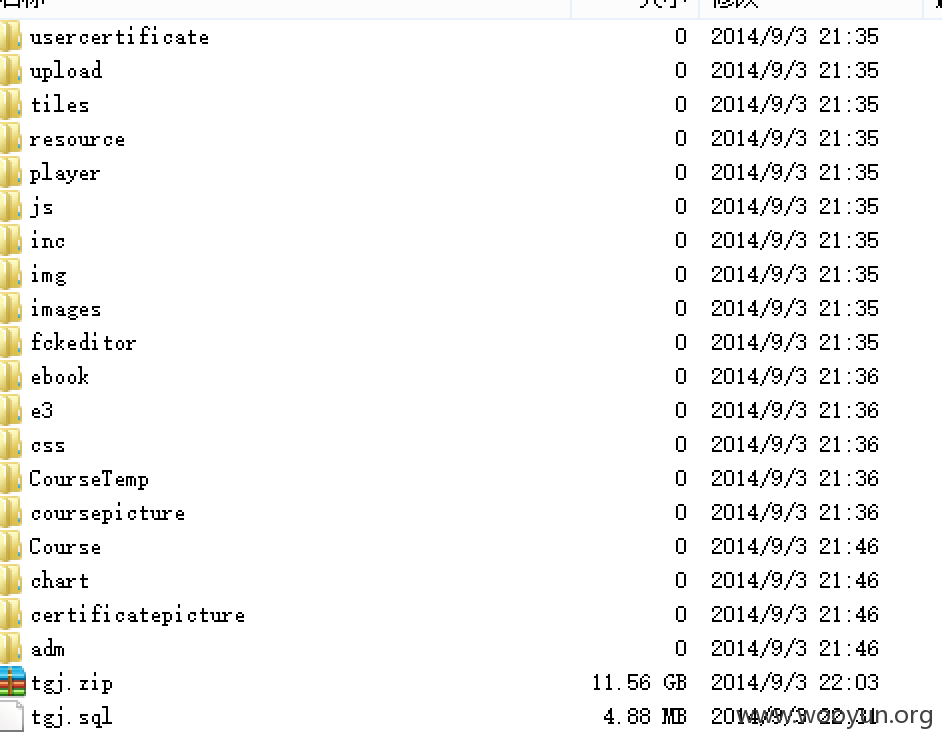 名称 大小 修改
usercertificate 0 2014/9/3 21:35
upload 0 2014/9/3 21:35
tiles 0 2014/9/3 21:35
resource 0 2014/9/3 21:35
player 0 2014/9/3 21:35
js 0 2014/9/3 21:35
inc 0 2014/9/3 21:35
img 0 2014/9/3 21:35
images 0 2014/9/3 21:35
fckeditor 0 2014/9/3 21:35
ebook 0 2014/9/3 21:36
e3 0 2014/9/3 21:36
css 0 2014/9/3 21:36
CourseTemp 0 2014/9/3 21:36
coursepicture 0 2014/9/3 21:36
Course 0 2014/9/3 21:46
chart 0 2014/9/3 21:46
certificatepicture 0 2014/9/3 21:46
adm 0 2014/9/3 21:46
tgj.zip 11.56 GB 2014/9/3 22:03
tgj.sql 4.88 MB 2014/9/3 22:31
www.wooyun.org